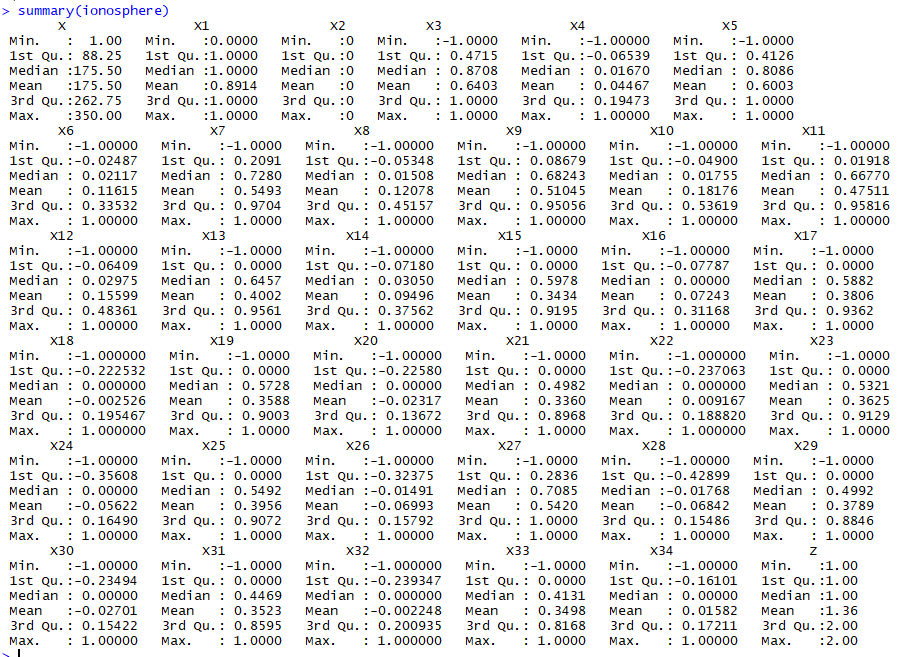 > summary(ionosphere)
X X1 X2 X3 X4 X5
Min. : 1.00 Min. :0.0000 Min. :0 Min. :-1.0000 Min. :-1.00000 Min. :-1.0000
1st Qu.: 88.25 1st Qu.:1.0000 1st Qu.:0 1st Qu.: 0.4715 1st Qu.:-0.06539 1st Qu.: 0.4126
Median :175.50 Median :1.0000 Median :0 Median : 0.8708 Median : 0.01670 Median : 0.8086
Mean :175.50 Mean :0.8914 Mean :0 Mean : 0.6403 Mean : 0.04467 Mean : 0.6003
3rd Qu.:262.75 3rd Qu.:1.0000 3rd Qu.:0 3rd Qu.: 1.0000 3rd Qu.: 0.19473 3rd Qu.: 1.0000
Max. :350.00 Max. :1.0000 Max. :0 Max. : 1.0000 Max. : 1.00000 Max. : 1.0000
X6 X7 X8 X9 X10 X11
Min. :-1.00000 Min. :-1.0000 Min. :-1.00000 Min. :-1.00000 Min. :-1.00000 Min. :-1.00000
1st Qu.:-0.02487 1st Qu.: 0.2091 1st Qu.:-0.05348 1st Qu.: 0.08679 1st Qu.:-0.04900 1st Qu.: 0.01918
Median : 0.02117 Median : 0.7280 Median : 0.01508 Median : 0.68243 Median : 0.01755 Median : 0.66770
Mean : 0.11615 Mean : 0.5493 Mean : 0.12078 Mean : 0.51045 Mean : 0.18176 Mean : 0.47511
3rd Qu.: 0.33532 3rd Qu.: 0.9704 3rd Qu.: 0.45157 3rd Qu.: 0.95056 3rd Qu.: 0.53619 3rd Qu.: 0.95816
Max. : 1.00000 Max. : 1.0000 Max. : 1.00000 Max. : 1.00000 Max. : 1.00000 Max. : 1.00000
X12 X13 X14 X15 X16 X17
Min. :-1.00000 Min. :-1.0000 Min. :-1.00000 Min. :-1.0000 Min. :-1.00000 Min. :-1.0000
1st Qu.:-0.06409 1st Qu.: 0.0000 1st Qu.:-0.07180 1st Qu.: 0.0000 1st Qu.:-0.07787 1st Qu.: 0.0000
Median : 0.02975 Median : 0.6457 Median : 0.03050 Median : 0.5978 Median : 0.00000 Median : 0.5882
Mean : 0.15599 Mean : 0.4002 Mean : 0.09496 Mean : 0.3434 Mean : 0.07243 Mean : 0.3806
3rd Qu.: 0.48361 3rd Qu.: 0.9561 3rd Qu.: 0.37562 3rd Qu.: 0.9195 3rd Qu.: 0.31168 3rd Qu.: 0.9362
Max. : 1.00000 Max. : 1.0000 Max. : 1.00000 Max. : 1.0000 Max. : 1.00000 Max. : 1.0000
X18 X19 X20 X21 X22 X23
Min. :-1.000000 Min. :-1.0000 Min. :-1.00000 Min. :-1.0000 Min. :-1.000000 Min. :-1.0000
1st Qu.:-0.222532 1st Qu.: 0.0000 1st Qu.:-0.22580 1st Qu.: 0.0000 1st Qu.:-0.237063 1st Qu.: 0.0000
Median : 0.000000 Median : 0.5728 Median : 0.00000 Median : 0.4982 Median : 0.000000 Median : 0.5321
Mean :-0.002526 Mean : 0.3588 Mean :-0.02317 Mean : 0.3360 Mean : 0.009167 Mean : 0.3625
3rd Qu.: 0.195467 3rd Qu.: 0.9003 3rd Qu.: 0.13672 3rd Qu.: 0.8968 3rd Qu.: 0.188820 3rd Qu.: 0.9129
Max. : 1.000000 Max. : 1.0000 Max. : 1.00000 Max. : 1.0000 Max. : 1.000000 Max. : 1.0000
X24 X25 X26 X27 X28 X29
Min. :-1.00000 Min. :-1.0000 Min. :-1.00000 Min. :-1.0000 Min. :-1.00000 Min. :-1.0000
1st Qu.:-0.35608 1st Qu.: 0.0000 1st Qu.:-0.32375 1st Qu.: 0.2836 1st Qu.:-0.42899 1st Qu.: 0.0000
Median : 0.00000 Median : 0.5492 Median :-0.01491 Median : 0.7085 Median :-0.01768 Median : 0.4992
Mean :-0.05622 Mean : 0.3956 Mean :-0.06993 Mean : 0.5420 Mean :-0.06842 Mean : 0.3789
3rd Qu.: 0.16490 3rd Qu.: 0.9072 3rd Qu.: 0.15792 3rd Qu.: 1.0000 3rd Qu.: 0.15486 3rd Qu.: 0.8846
Max. : 1.00000 Max. : 1.0000 Max. : 1.00000 Max. : 1.0000 Max. : 1.00000 Max. : 1.0000
X30 X31 X32 X33 X34 Z
Min. :-1.00000 Min. :-1.0000 Min. :-1.000000 Min. :-1.0000 Min. :-1.00000 Min. :1.00
1st Qu.:-0.23494 1st Qu.: 0.0000 1st Qu.:-0.239347 1st Qu.: 0.0000 1st Qu.:-0.16101 1st Qu.:1.00
Median : 0.00000 Median : 0.4469 Median : 0.000000 Median : 0.4131 Median : 0.00000 Median :1.00
Mean :-0.02701 Mean : 0.3523 Mean :-0.002248 Mean : 0.3498 Mean : 0.01582 Mean :1.36
3rd Qu.: 0.15422 3rd Qu.: 0.8595 3rd Qu.: 0.200935 3rd Qu.: 0.8168 3rd Qu.: 0.17211 3rd Qu.:2.00
Max. : 1.00000 Max. : 1.0000 Max. : 1.000000 Max. : 1.0000 Max. : 1.00000 Max. :2.00
>